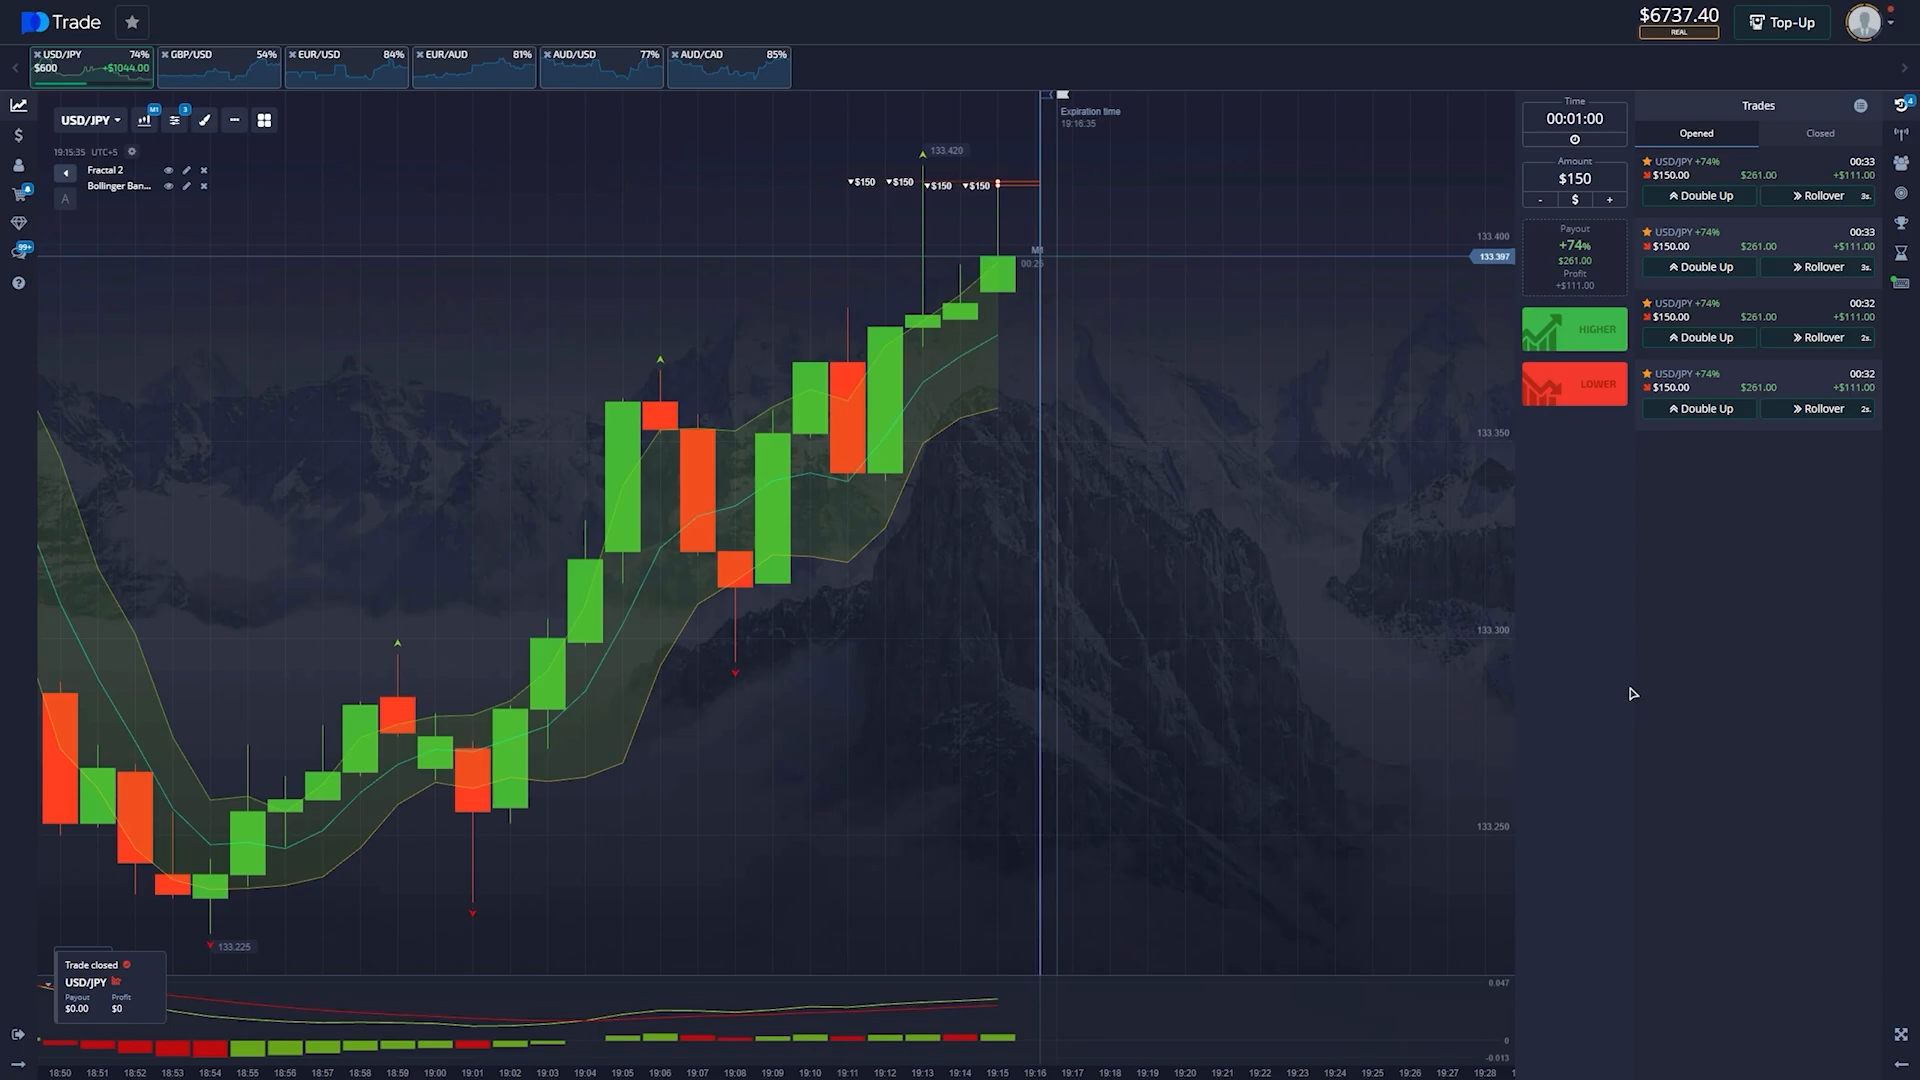 Trade
$6737.40
REAL
Top-Up
USD/JPY 74%
$600 +$1044.00
GBP/USD 54%
EUR/USD 84%
EUR/AUD 81%
AUD/USD 77%
AUD/CAD 85%
USD/JPY
M1
3
19:15:35 UTC+5
Fractal 2
Bollinger Ban...
A
99+
133.420
$150 $150 $150 $150
Expiration time
19:16:35
M1
00:25
133.400
133.397
133.350
133.300
133.250
133.225
Time
00:01:00
Amount
$150
- $ +
Payout
+74%
$261.00
Profit
+$111.00
HIGHER
LOWER
Trades
4
Opened Closed
USD/JPY +74% 00:33
$150.00 $261.00 +$111.00
Double Up Rollover 3s.
USD/JPY +74% 00:33
$150.00 $261.00 +$111.00
Double Up Rollover 3s.
USD/JPY +74% 00:32
$150.00 $261.00 +$111.00
Double Up Rollover 2s.
USD/JPY +74% 00:32
$150.00 $261.00 +$111.00
Double Up Rollover 2s.
Trade closed
USD/JPY
Payout Profit
$0.00 $0
0.047
0
-0.013
18:50 18:51 18:52 18:53 18:54 18:55 18:56 18:57 18:58 18:59 19:00 19:01 19:02 19:03 19:04 19:05 19:06 19:07 19:08 19:09 19:10 19:11 19:12 19:13 19:14 19:15 19:16 19:17 19:18 19:19 19:20 19:21 19:22 19:23 19:24 19:25 19:26 19:27 19:28